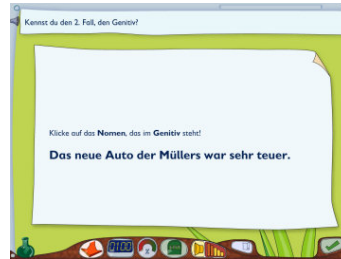 Kennst du den 2. Fall, den Genitiv?
Klicke auf das Nomen, das im Genitiv steht!
Das neue Auto der Müllers war sehr teuer.
0100